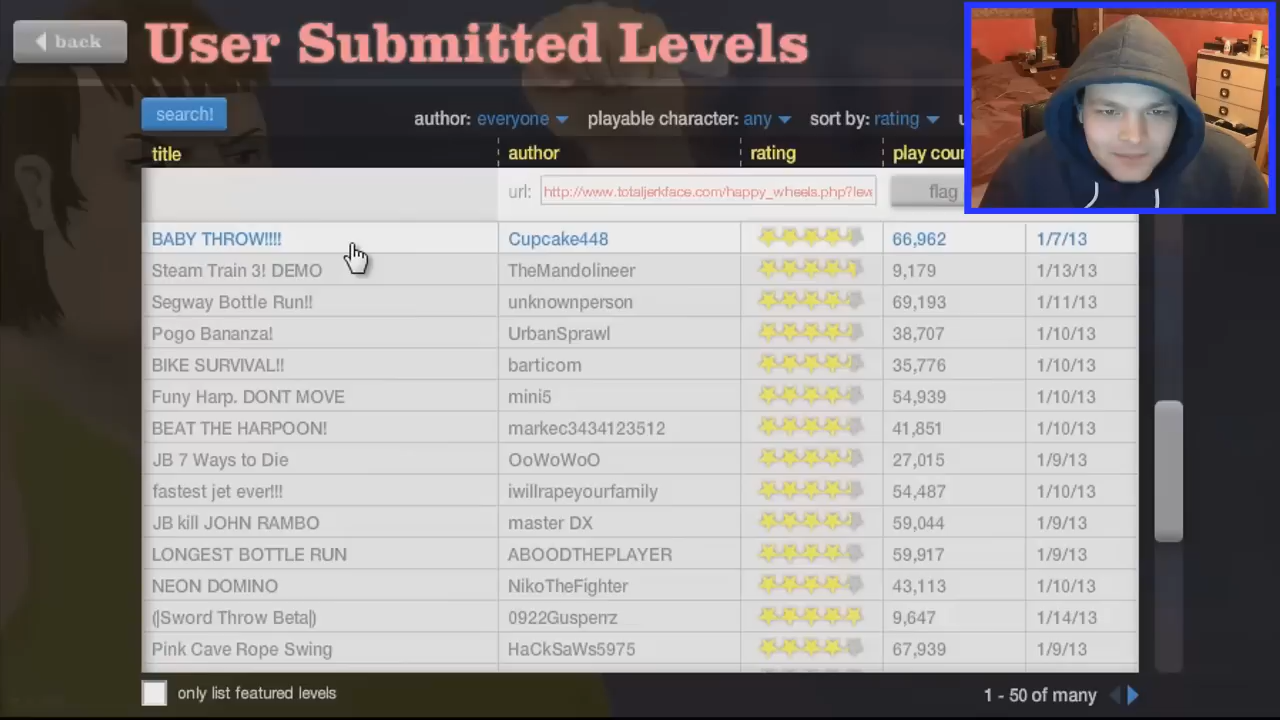 back
User Submitted Levels
search!
author: everyone playable character: any sort by: rating
title author rating play coun
url: http://www.totaljerkface.com/happy_wheels.php?lev flag
BABY THROW!!!! Cupcake448 66,962 1/7/13
Steam Train 3! DEMO TheMandolineer 9,179 1/13/13
Segway Bottle Run!! unknownperson 69,193 1/11/13
Pogo Bananza! UrbanSprawl 38,707 1/10/13
BIKE SURVIVAL!! barticom 35,776 1/10/13
Funy Harp. DONT MOVE mini5 54,939 1/10/13
BEAT THE HARPOON! markec3434123512 41,851 1/10/13
JB 7 Ways to Die OoWoWoO 27,015 1/9/13
fastest jet ever!!! iwillrapeyourfamily 54,487 1/10/13
JB kill JOHN RAMBO master DX 59,044 1/9/13
LONGEST BOTTLE RUN ABOODTHEPLAYER 59,917 1/9/13
NEON DOMINO NikoTheFighter 43,113 1/10/13
(|Sword Throw Beta|) 0922Gusperrz 9,647 1/14/13
Pink Cave Rope Swing HaCkSaWs5975 67,939 1/9/13
only list featured levels 1 - 50 of many